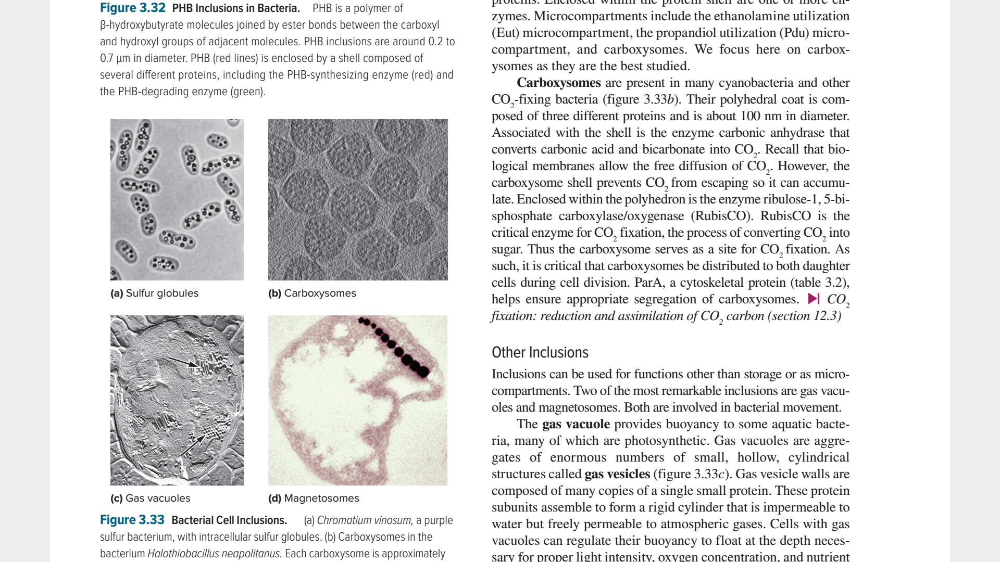 Figure 3.32 PHB Inclusions in Bacteria. PHB is a polymer of
β-hydroxybutyrate molecules joined by ester bonds between the carboxyl
and hydroxyl groups of adjacent molecules. PHB inclusions are around 0.2 to
0.7 μm in diameter. PHB (red lines) is enclosed by a shell composed of
several different proteins, including the PHB-synthesizing enzyme (red) and
the PHB-degrading enzyme (green).
(a) Sulfur globules
(b) Carboxysomes
(c) Gas vacuoles
(d) Magnetosomes
Figure 3.33 Bacterial Cell Inclusions. (a) Chromatium vinosum, a purple
sulfur bacterium, with intracellular sulfur globules. (b) Carboxysomes in the
bacterium Halothiobacillus neapolitanus. Each carboxysome is approximately
proteins. Enclosed within the protein shell are one or more en-
zymes. Microcompartments include the ethanolamine utilization
(Eut) microcompartment, the propandiol utilization (Pdu) micro-
compartment, and carboxysomes. We focus here on carbox-
ysomes as they are the best studied.
Carboxysomes are present in many cyanobacteria and other
CO2-fixing bacteria (figure 3.33b). Their polyhedral coat is com-
posed of three different proteins and is about 100 nm in diameter.
Associated with the shell is the enzyme carbonic anhydrase that
converts carbonic acid and bicarbonate into CO2. Recall that bio-
logical membranes allow the free diffusion of CO2. However, the
carboxysome shell prevents CO2 from escaping so it can accumu-
late. Enclosed within the polyhedron is the enzyme ribulose-1, 5-bi-
sphosphate carboxylase/oxygenase (RubisCO). RubisCO is the
critical enzyme for CO2 fixation, the process of converting CO2 into
sugar. Thus the carboxysome serves as a site for CO2 fixation. As
such, it is critical that carboxysomes be distributed to both daughter
cells during cell division. ParA, a cytoskeletal protein (table 3.2),
helps ensure appropriate segregation of carboxysomes. CO2
fixation: reduction and assimilation of CO2 carbon (section 12.3)
Other Inclusions
Inclusions can be used for functions other than storage or as micro-
compartments. Two of the most remarkable inclusions are gas vacu-
oles and magnetosomes. Both are involved in bacterial movement.
The gas vacuole provides buoyancy to some aquatic bacte-
ria, many of which are photosynthetic. Gas vacuoles are aggre-
gates of enormous numbers of small, hollow, cylindrical
structures called gas vesicles (figure 3.33c). Gas vesicle walls are
composed of many copies of a single small protein. These protein
subunits assemble to form a rigid cylinder that is impermeable to
water but freely permeable to atmospheric gases. Cells with gas
vacuoles can regulate their buoyancy to float at the depth neces-
sary for proper light intensity, oxygen concentration, and nutrient